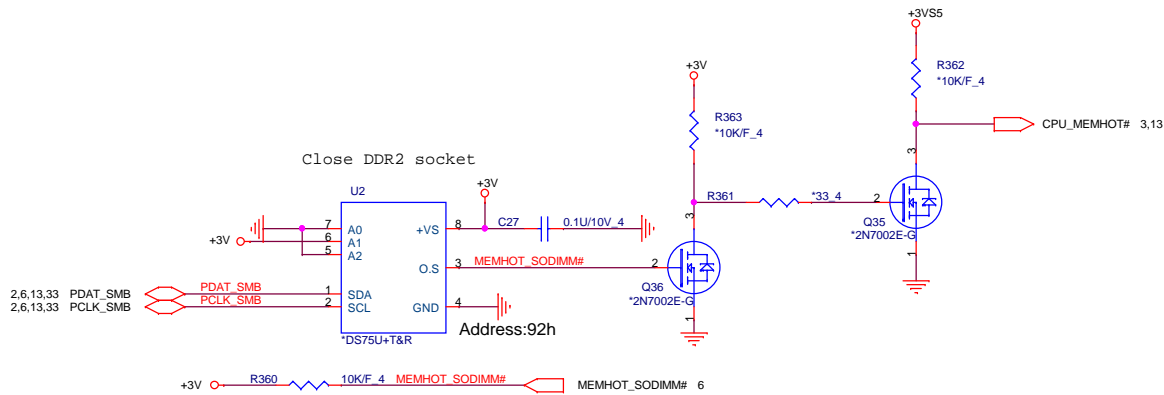 +3VS5
R362
*10K/F_4
CPU_MEMHOT# 3,13
3
2
Q35
*2N7002E-G
1
+3V
R363
*10K/F_4
R361 *33_4
3
2
Q36
*2N7002E-G
1
Close DDR2 socket
U2
+3V
7 A0 +VS 8 C27 0.1U/10V_4
+3V 6 A1
5 A2
O.S 3 MEMHOT_SODIMM#
2,6,13,33 PDAT_SMB PDAT_SMB 1 SDA
2,6,13,33 PCLK_SMB PCLK_SMB 2 SCL GND 4
Address:92h
*DS75U+T&R
+3V R360 10K/F_4 MEMHOT_SODIMM# MEMHOT_SODIMM# 6